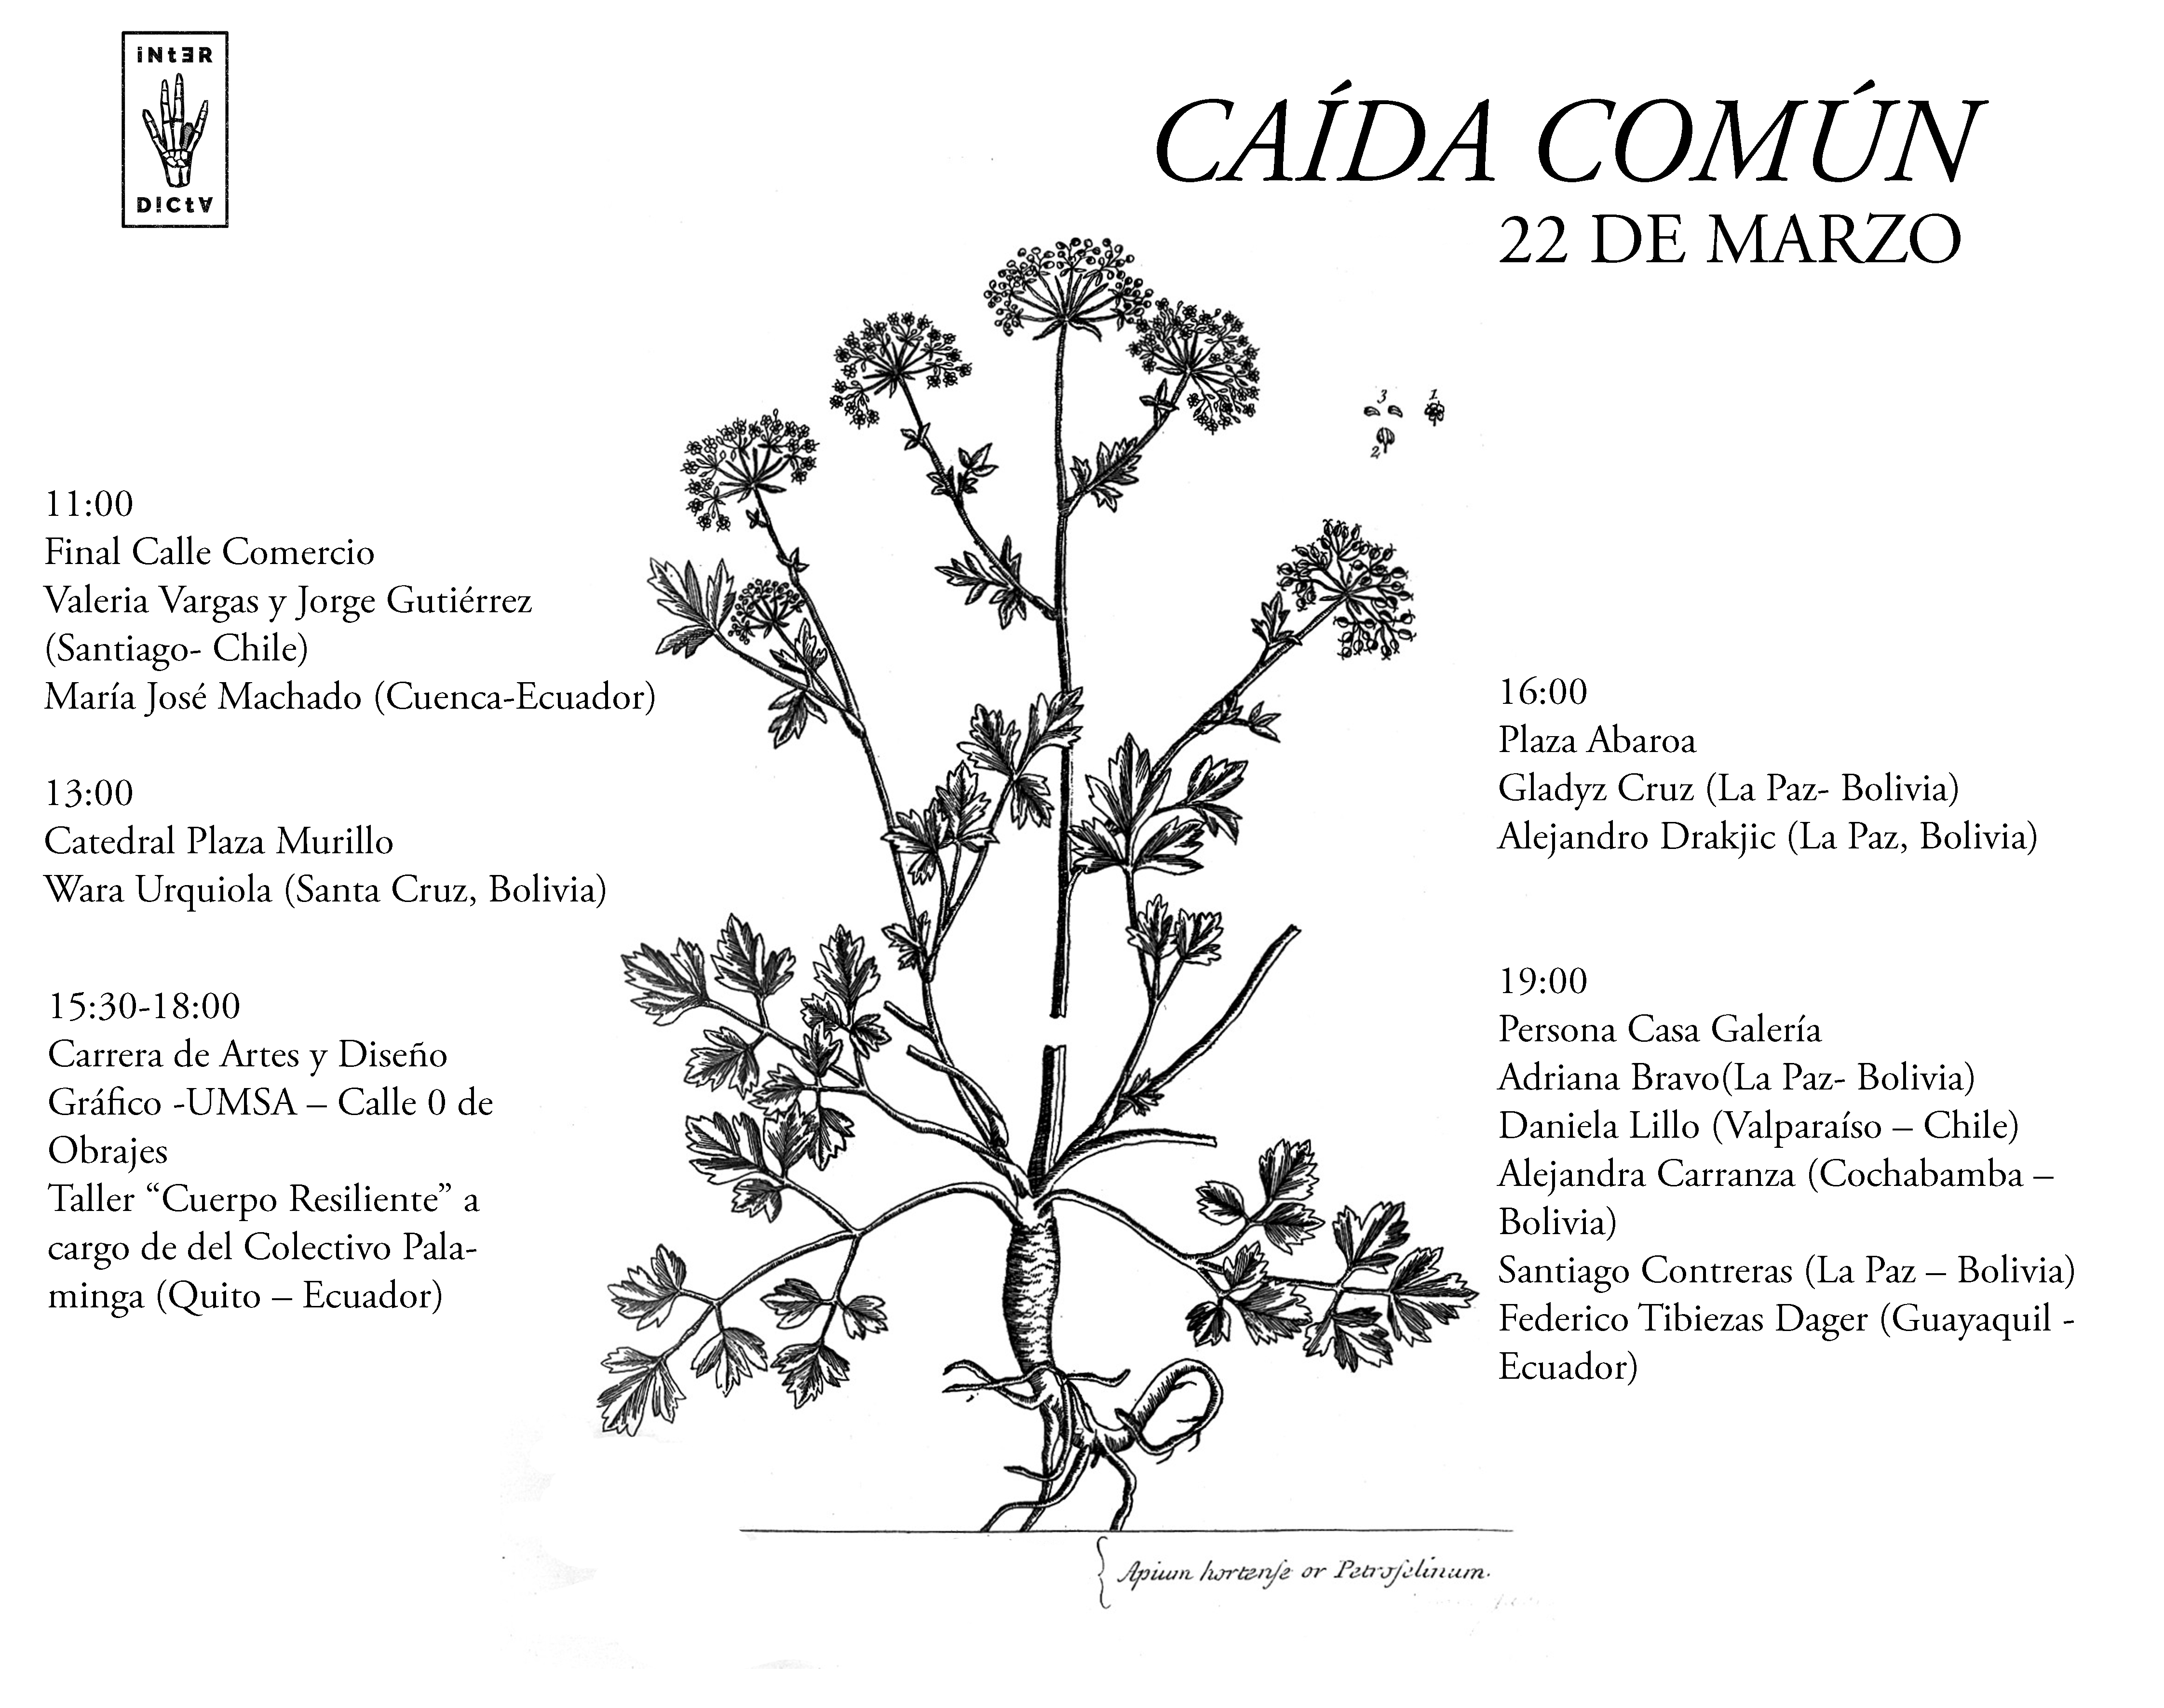 iNtƎR
D!Ct∀
CAÍDA COMÚN
22 DE MARZO
11:00
Final Calle Comercio
Valeria Vargas y Jorge Gutiérrez
(Santiago- Chile)
María José Machado (Cuenca-Ecuador)
13:00
Catedral Plaza Murillo
Wara Urquiola (Santa Cruz, Bolivia)
15:30-18:00
Carrera de Artes y Diseño
Gráfico -UMSA – Calle 0 de
Obrajes
Taller “Cuerpo Resiliente” a
cargo de del Colectivo Pala-
minga (Quito – Ecuador)
3 1
2
16:00
Plaza Abaroa
Gladyz Cruz (La Paz- Bolivia)
Alejandro Drakjic (La Paz, Bolivia)
19:00
Persona Casa Galería
Adriana Bravo(La Paz- Bolivia)
Daniela Lillo (Valparaíso – Chile)
Alejandra Carranza (Cochabamba –
Bolivia)
Santiago Contreras (La Paz – Bolivia)
Federico Tibiezas Dager (Guayaquil -
Ecuador)
Apium hortenſe or Petroſelinum.